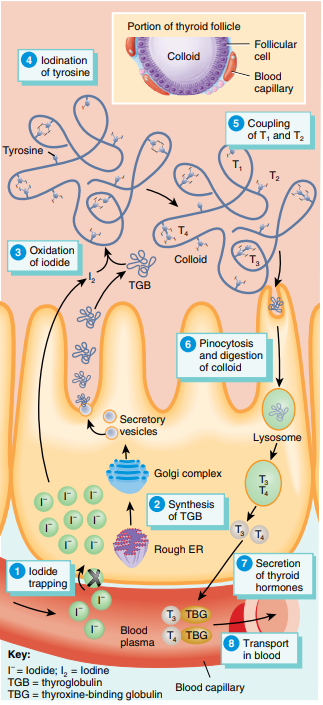 Portion of thyroid follicle
Colloid
Follicular
cell
Blood
capillary
4 Iodination
of tyrosine
5 Coupling
of T1 and T2
Tyrosine
T1
T2
T4
T3
Colloid
3 Oxidation
of iodide
I2
TGB
6 Pinocytosis
and digestion
of colloid
Secretory
vesicles
Lysosome
Golgi complex
T3
T4
2 Synthesis
of TGB
I–
I–
I–
I–
I–
I–
I–
I–
T3
T4
Rough ER
1 Iodide
trapping
7 Secretion
of thyroid
hormones
I–
I–
I–
T3 TBG
T4 TBG
Blood
plasma
8 Transport
in blood
Key:
I– = Iodide; I2 = Iodine
TGB = thyroglobulin
TBG = thyroxine-binding globulin
Blood capillary